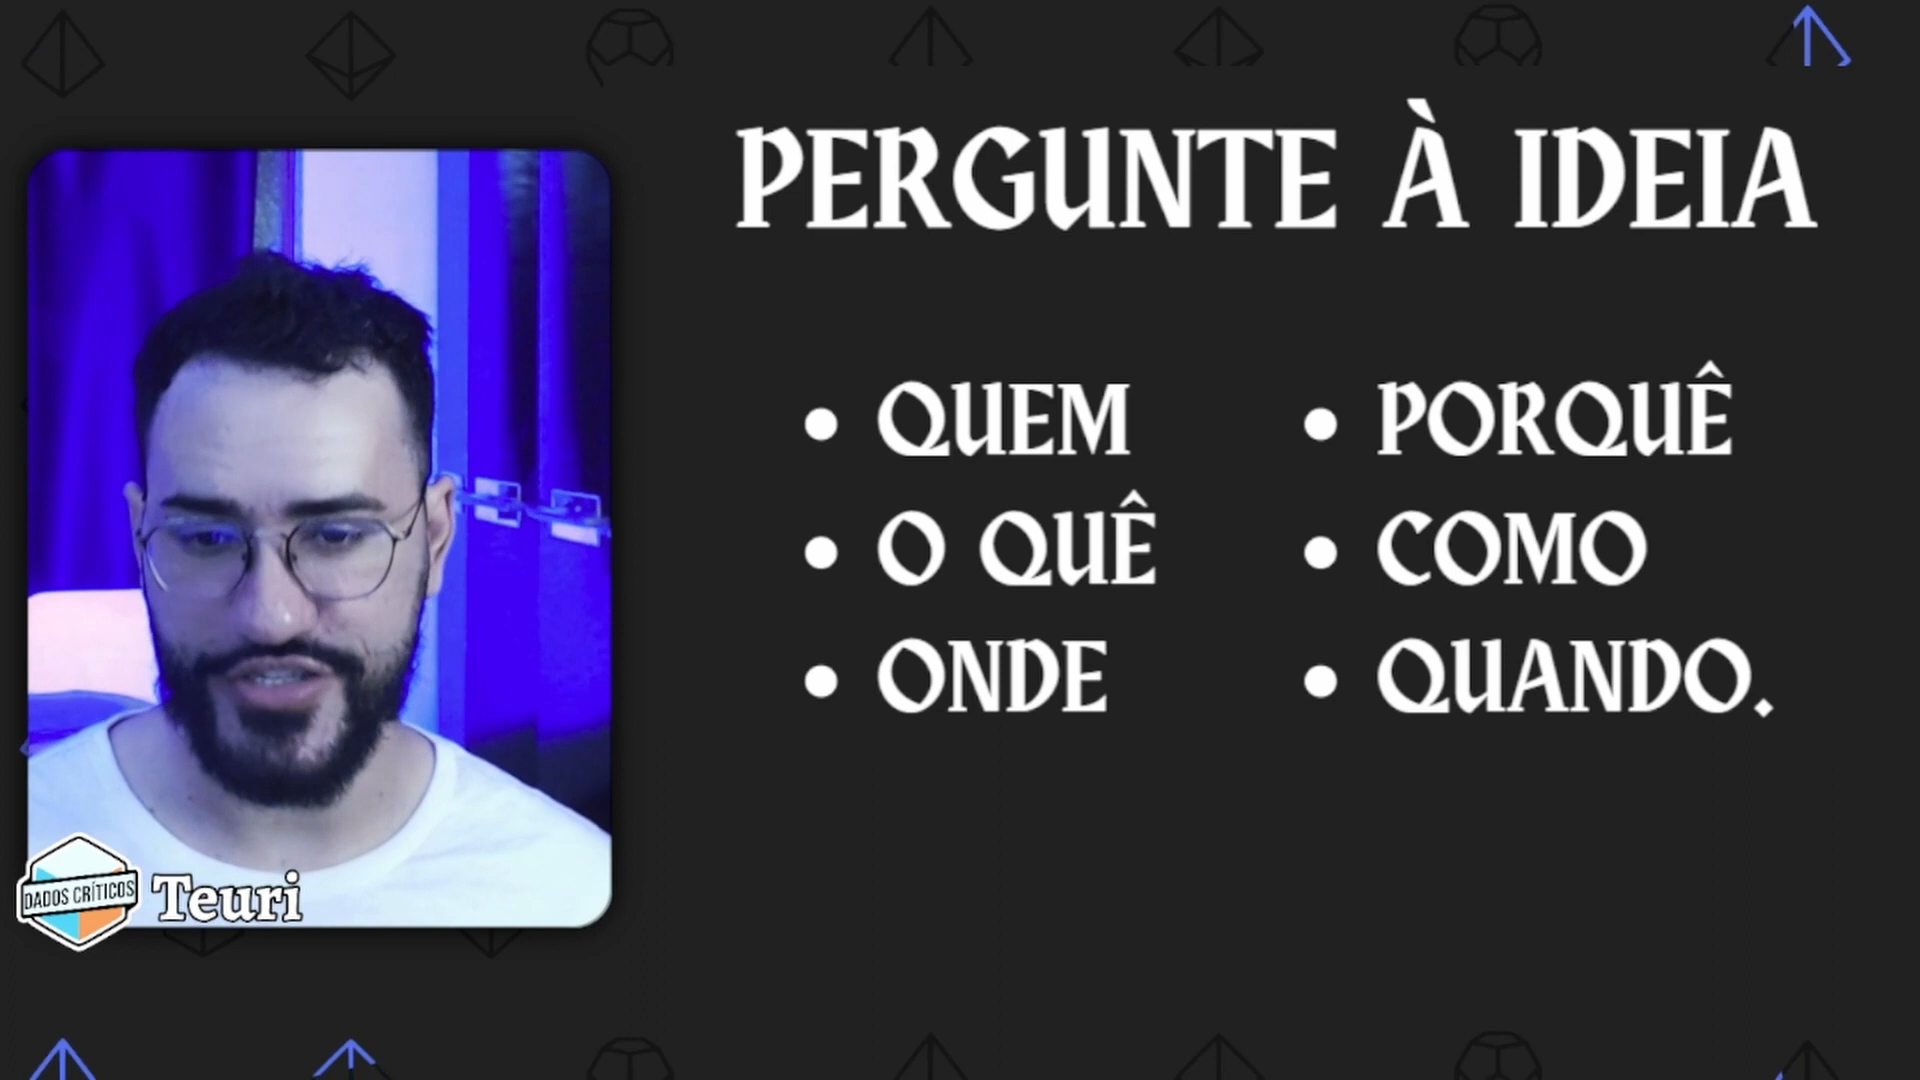 PERGUNTE À IDEIA
• QUEM
• O QUÊ
• ONDE
• PORQUÊ
• COMO
• QUANDO.
DADOS CRÍTICOS
Teuri